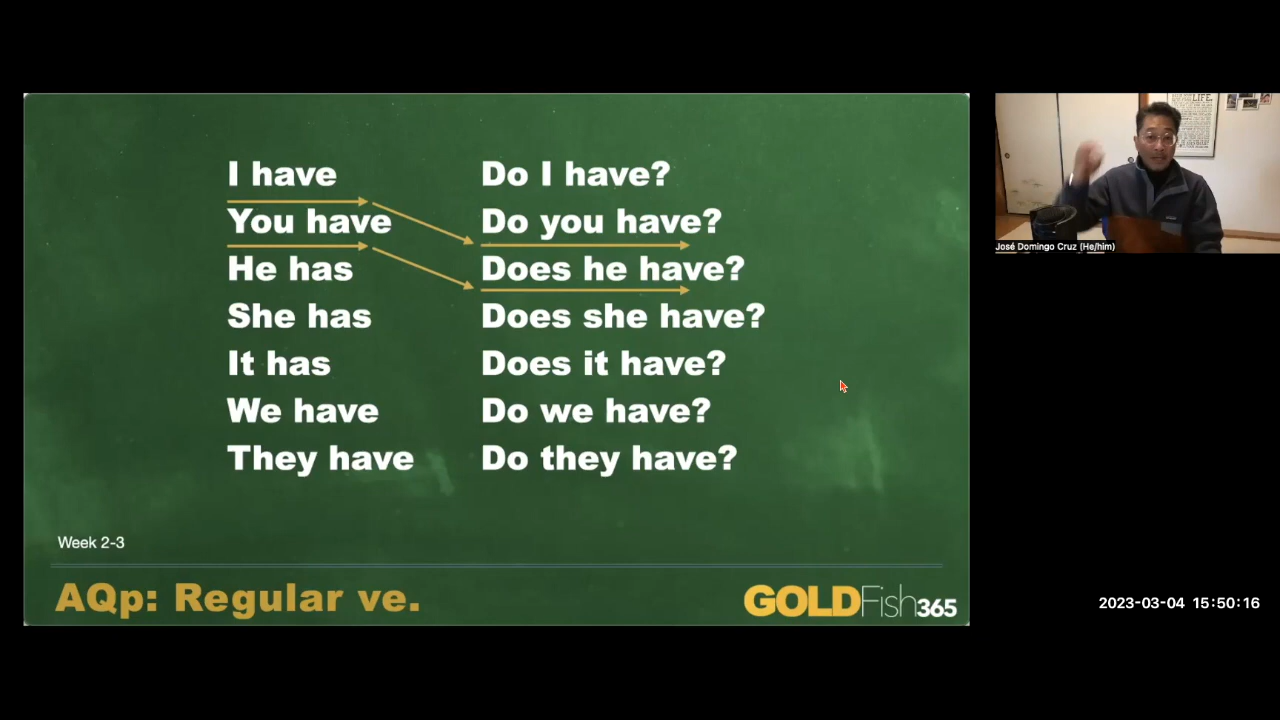 I have Do I have?
You have Do you have?
He has Does he have?
She has Does she have?
It has Does it have?
We have Do we have?
They have Do they have?
Week 2-3
AQp: Regular ve.
GOLDFish365
LIFE.
José Domingo Cruz (He/him)
2023-03-04 15:50:16